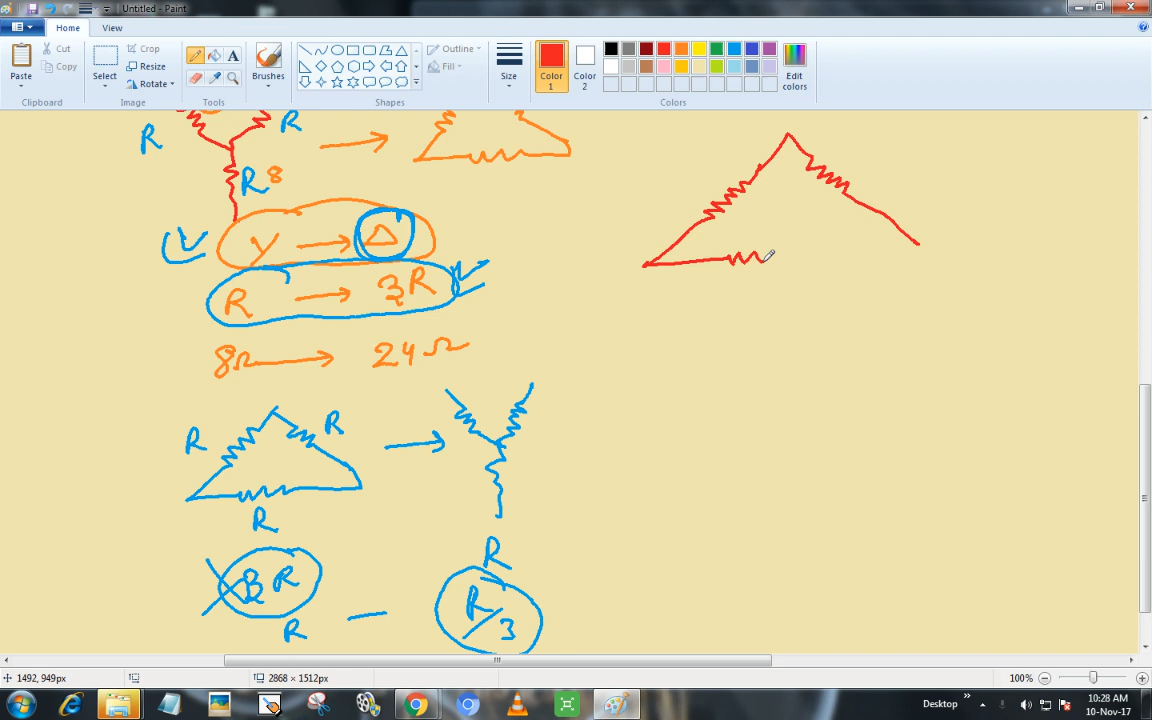 Untitled - Paint
Home View
Paste
Cut
Copy
Clipboard
Select
Crop
Resize
Rotate
Image
A
Tools
Brushes
Outline
Fill
Shapes
Size
Color 1
Color 2
Edit colors
Colors
R R
R 8
Y → Δ
R → 3R
8Ω → 24Ω
R R
R
R
R
R/3
1492, 949px
2868 × 1512px
100%
Desktop
10:28 AM
10-Nov-17